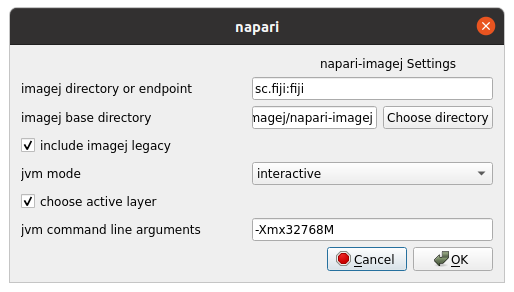 napari
napari-imagej Settings
imagej directory or endpoint sc.fiji:fiji
imagej base directory magej/napari-imagej Choose directory
include imagej legacy
jvm mode interactive
choose active layer
jvm command line arguments -Xmx32768M
Cancel OK